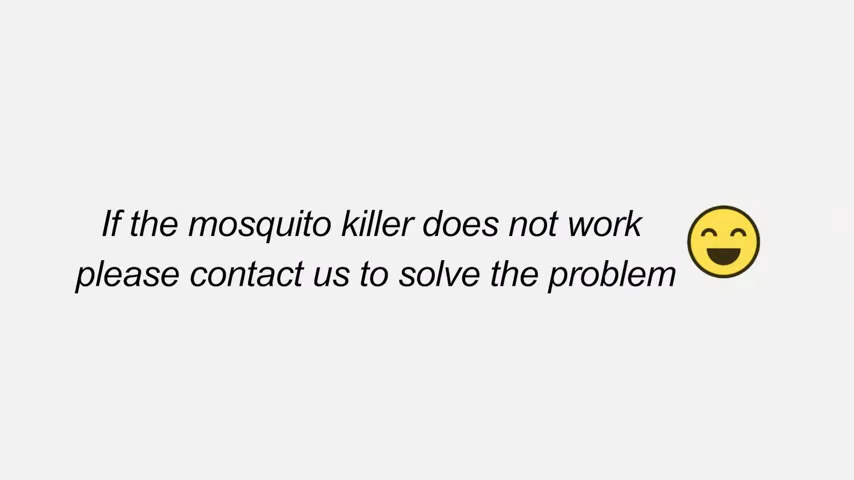 If the mosquito killer does not work
please contact us to solve the problem